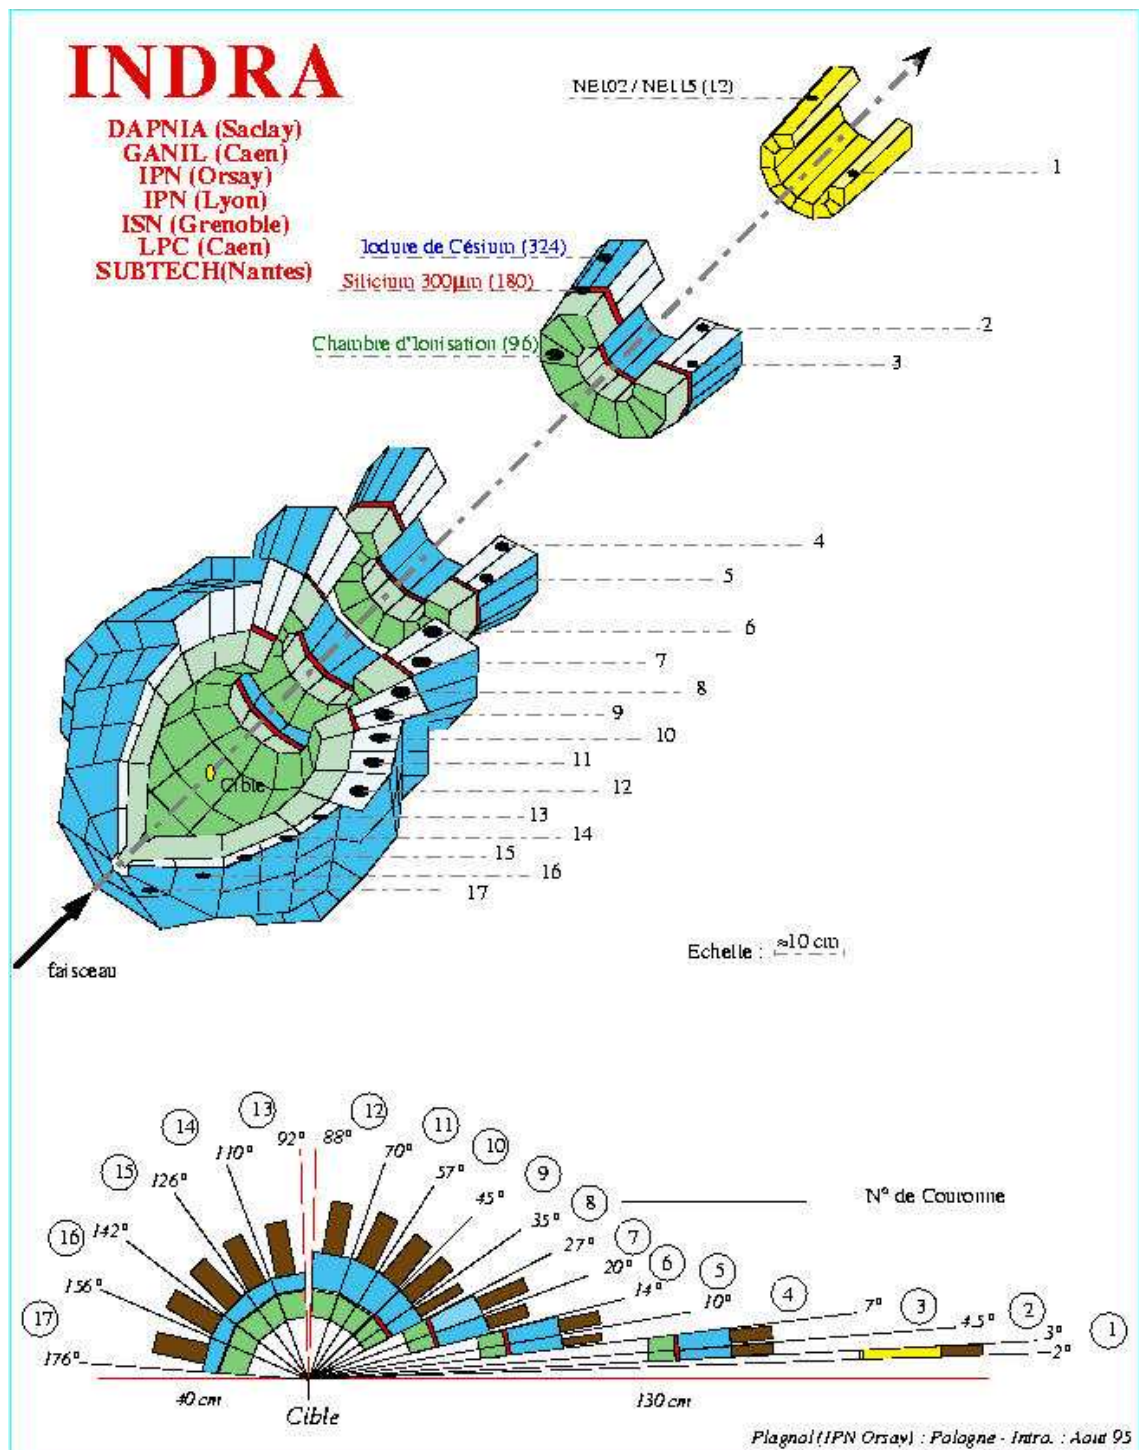 INDRA
DAPNIA (Saclay)
GANIL (Caen)
IPN (Orsay)
IPN (Lyon)
ISN (Grenoble)
LPC (Caen)
SUBTECH(Nantes)
NE102 / NE115 (12)
1
Iodure de Césium (324)
Silicium 300µm (180)
Chambre d'Ionisation (96)
2
3
4
5
6
7
8
9
10
11
12
13
14
15
16
17
Cible
faisceau
Echelle : ≈10 cm
13
92°
88°
12
14
110°
70°
11
15
126°
57°
10
16
142°
45°
9
N° de Couronne
35°
8
156°
27°
7
17
20°
6
176°
14°
5
10°
4
7°
3
4.5°
2
3°
1
2°
40 cm
Cible
130 cm
Plagnol (IPN Orsay) : Pologne - Intro. : Aout 95